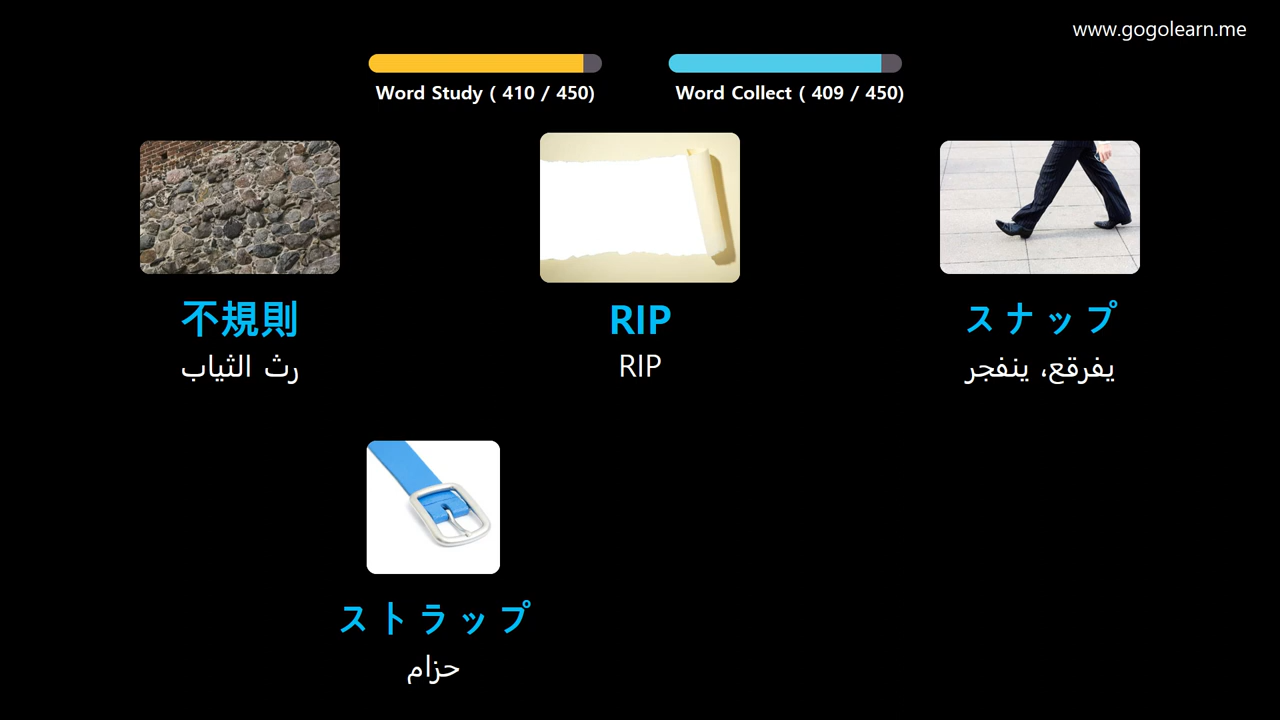 www.gogolearn.me
Word Study ( 410 / 450)
Word Collect ( 409 / 450)
不規則
رث الثياب
RIP
RIP
スナップ
يفرقع، ينفجر
ストラップ
حزام